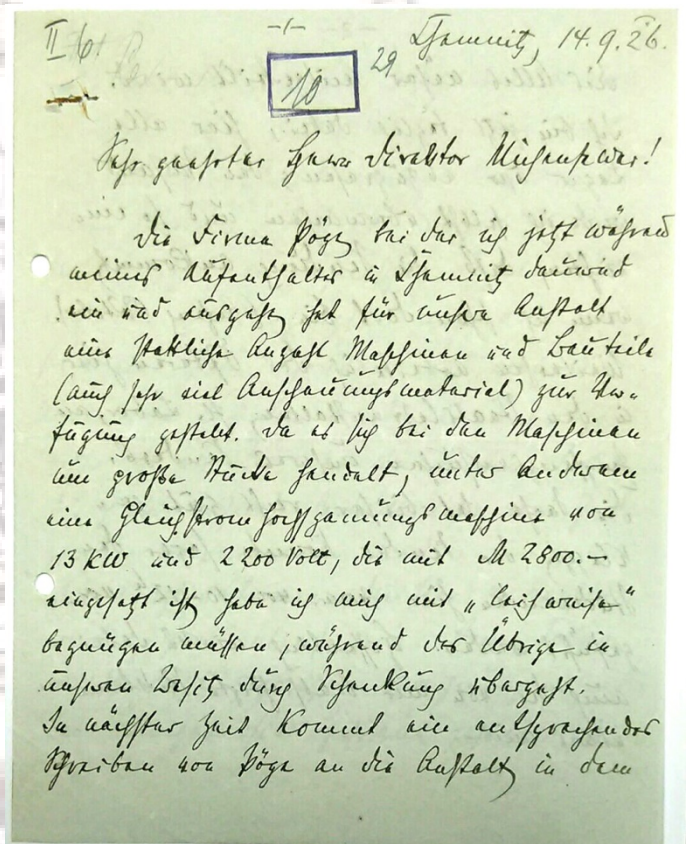 -1-
Chemnitz, 14.9.26.
II 6
29
10
Sehr geehrter Herr Direktor
Die Firma Pöge bei der ich jetzt während
meines Aufenthaltes in Chemnitz dauernd
ein und ausgehe, hat für unsere Anstalt
eine stattliche Anzahl Maschinen und Bauteile
(auch sehr viel Anschauungsmaterial) zur Ver-
fügung gestellt. Da es sich bei den Maschinen
um große Stücke handelt, unter Anderem
eine Gleichstromhochspannungsmaschine von
13 KW und 2200 Volt, die mit M 2800.-
eingesetzt ist, habe ich mich mit „leihweise“
begnügen müssen, während das Übrige in
unseren Besitz durch Schenkung übergeht.
In nächster Zeit kommt ein entsprechendes
Schreiben von Pöge an die Anstalt, in dem